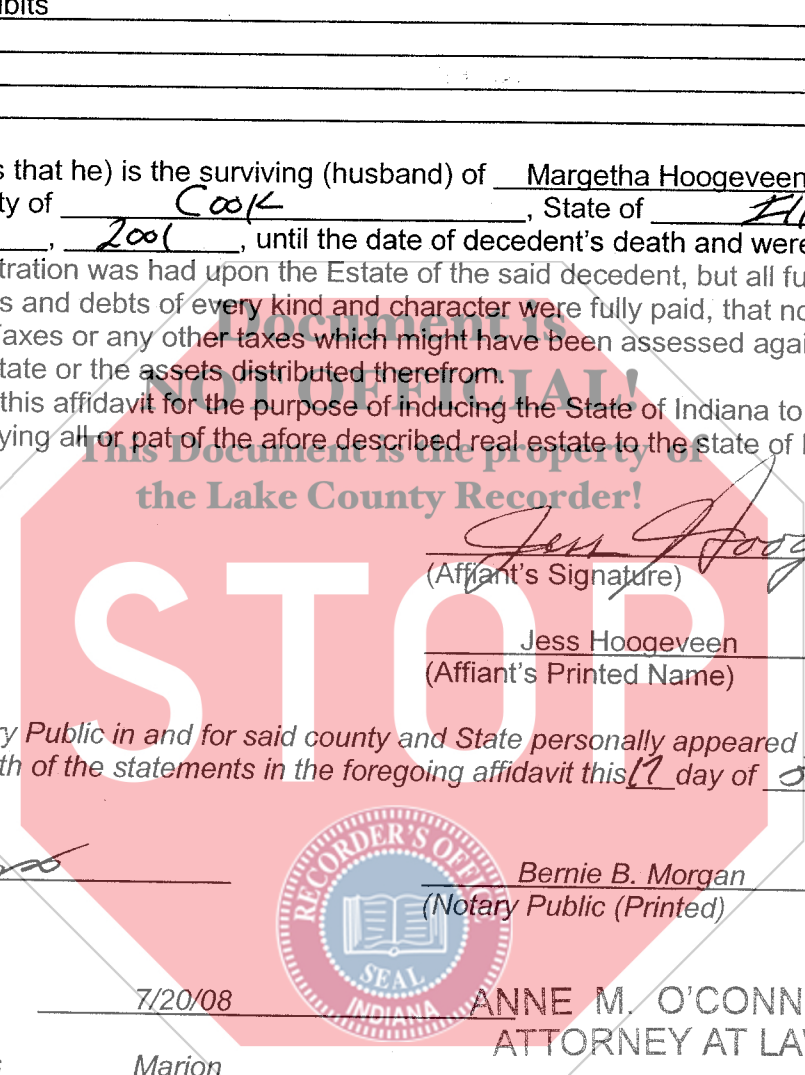 ibits
s that he) is the surviving (husband) of Margetha Hoogeveen
ty of Cook, State of Ill
, 2001, until the date of decedent's death and were
tration was had upon the Estate of the said decedent, but all fu
s and debts of every kind and character were fully paid, that no
axes or any other taxes which might have been assessed agai
tate or the assets distributed therefrom.
this affidavit for the purpose of inducing the State of Indiana to
ying all or pat of the afore described real estate to the state of I
Document is
NOT OFFICIAL!
This Document is the property of
the Lake County Recorder!
STOP
Jess Hoog
(Affiant's Signature)
Jess Hoogeveen
(Affiant's Printed Name)
y Public in and for said county and State personally appeared
th of the statements in the foregoing affidavit this 17 day of
Bernie B. Morgan
(Notary Public (Printed)
RECORDER'S OFFICE
SEAL
INDIANA
7/20/08
ANNE M. O'CONN
ATTORNEY AT LAW
Marion